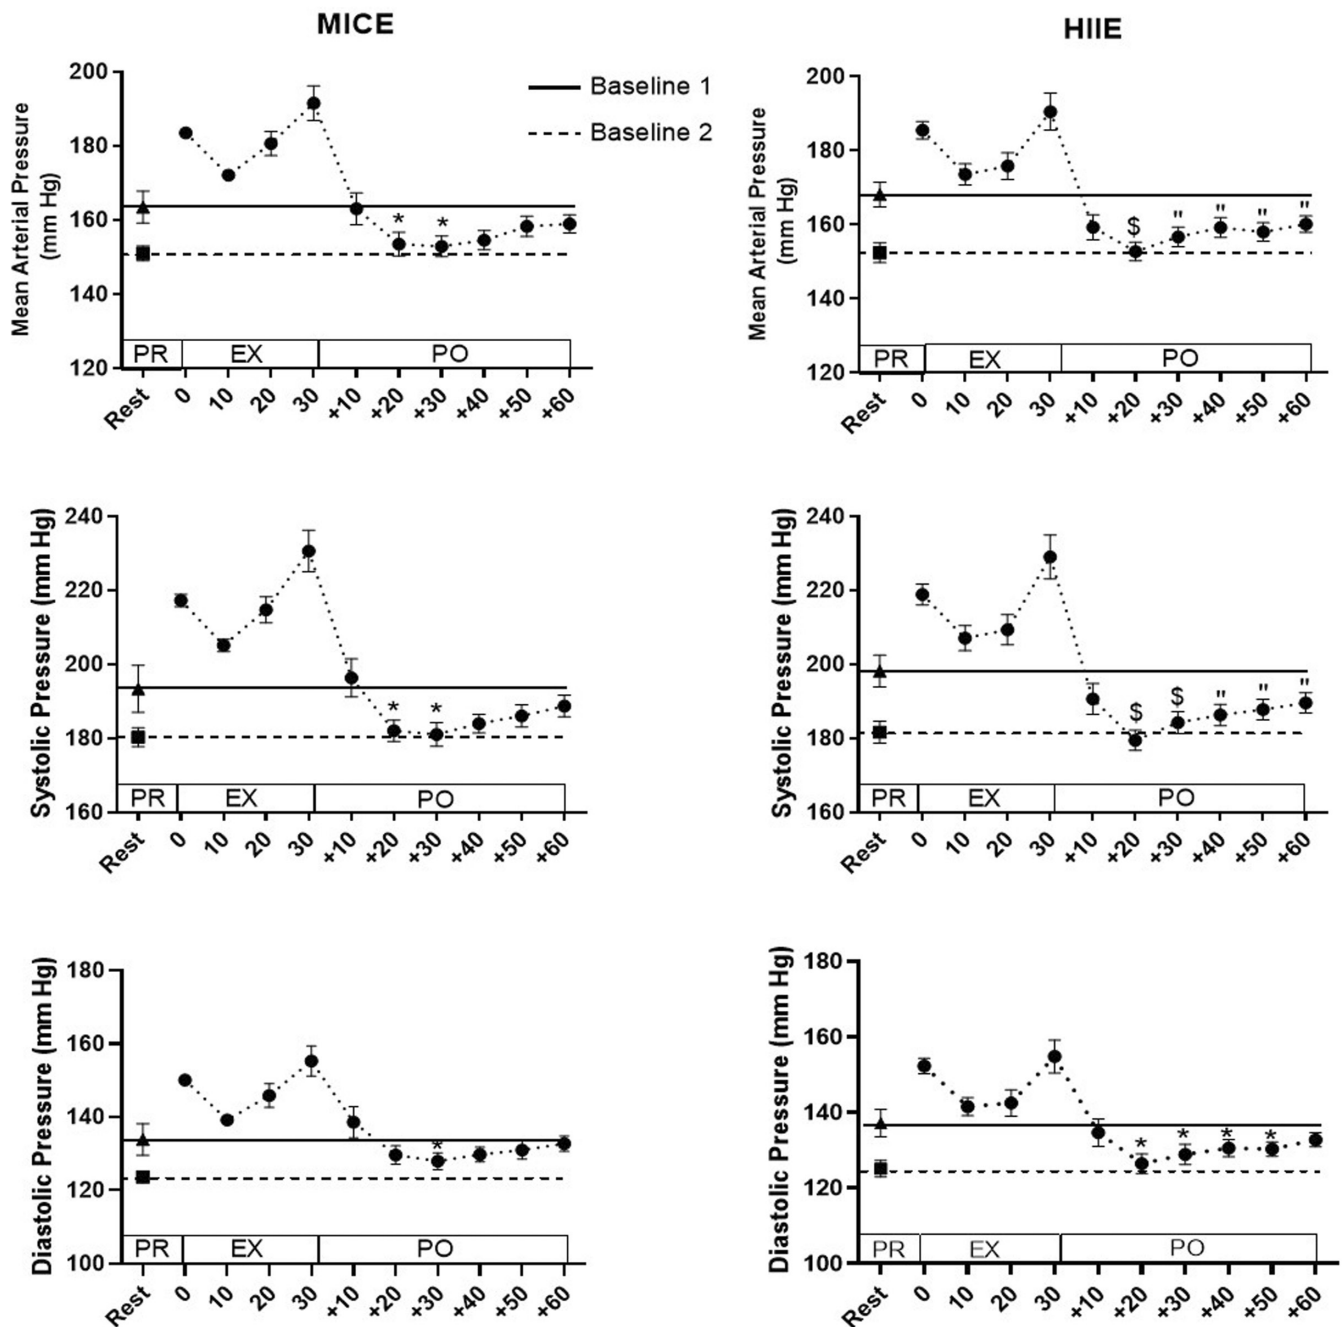 MICE
HIIE
Baseline 1
Baseline 2
Mean Arterial Pressure
(mm Hg)
200
180
160
140
120
* *
PR EX PO
Rest 0 10 20 30 +10 +20 +30 +40 +50 +60
Mean Arterial Pressure
(mm Hg)
200
180
160
140
120
$ " " " "
PR EX PO
Rest 0 10 20 30 +10 +20 +30 +40 +50 +60
Systolic Pressure (mm Hg)
240
220
200
180
160
* *
PR EX PO
Rest 0 10 20 30 +10 +20 +30 +40 +50 +60
Systolic Pressure (mm Hg)
240
220
200
180
160
$ $ " " "
PR EX PO
Rest 0 10 20 30 +10 +20 +30 +40 +50 +60
Diastolic Pressure (mm Hg)
180
160
140
120
100
*
PR EX PO
Rest 0 10 20 30 +10 +20 +30 +40 +50 +60
Diastolic Pressure (mm Hg)
180
160
140
120
100
* * * *
PR EX PO
Rest 0 10 20 30 +10 +20 +30 +40 +50 +60